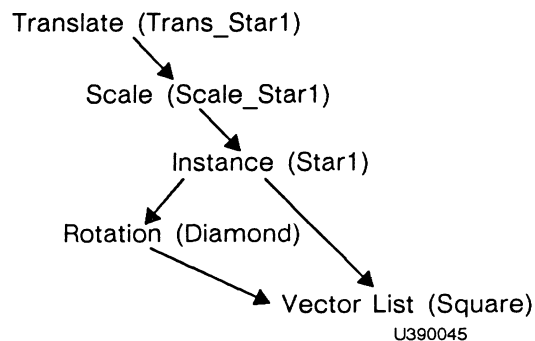 Translate (Trans_Star1)
Scale (Scale_Star1)
Instance (Star1)
Rotation (Diamond)
Vector List (Square)
U390045